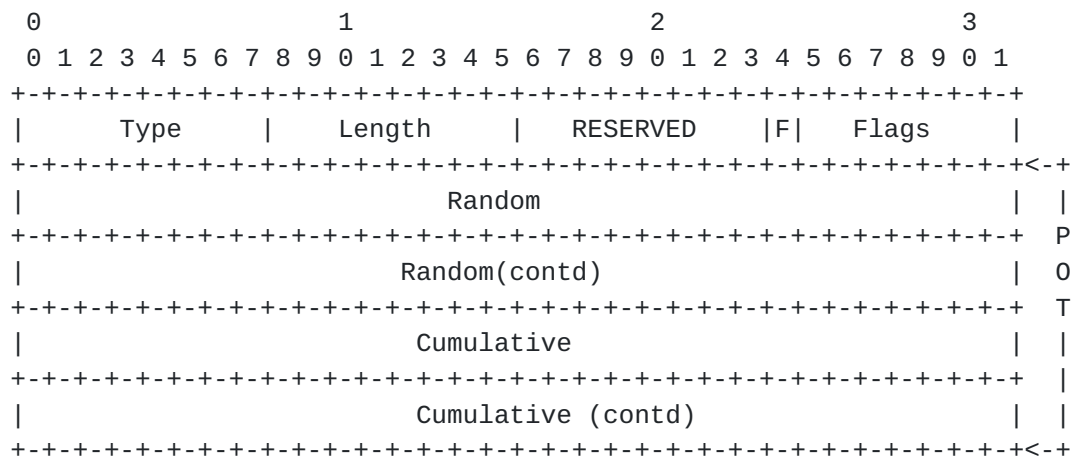 0                   1                   2                   3
 0 1 2 3 4 5 6 7 8 9 0 1 2 3 4 5 6 7 8 9 0 1 2 3 4 5 6 7 8 9 0 1
+-+-+-+-+-+-+-+-+-+-+-+-+-+-+-+-+-+-+-+-+-+-+-+-+-+-+-+-+-+-+-+-+
|      Type     |    Length     |   RESERVED    |F|   Flags     |
+-+-+-+-+-+-+-+-+-+-+-+-+-+-+-+-+-+-+-+-+-+-+-+-+-+-+-+-+-+-+-+-+<-+
|                           Random                              |  |
+-+-+-+-+-+-+-+-+-+-+-+-+-+-+-+-+-+-+-+-+-+-+-+-+-+-+-+-+-+-+-+-+  P
|                        Random(contd)                          |  O
+-+-+-+-+-+-+-+-+-+-+-+-+-+-+-+-+-+-+-+-+-+-+-+-+-+-+-+-+-+-+-+-+  T
|                         Cumulative                            |  |
+-+-+-+-+-+-+-+-+-+-+-+-+-+-+-+-+-+-+-+-+-+-+-+-+-+-+-+-+-+-+-+-+  |
|                         Cumulative (contd)                    |  |
+-+-+-+-+-+-+-+-+-+-+-+-+-+-+-+-+-+-+-+-+-+-+-+-+-+-+-+-+-+-+-+-+<-+